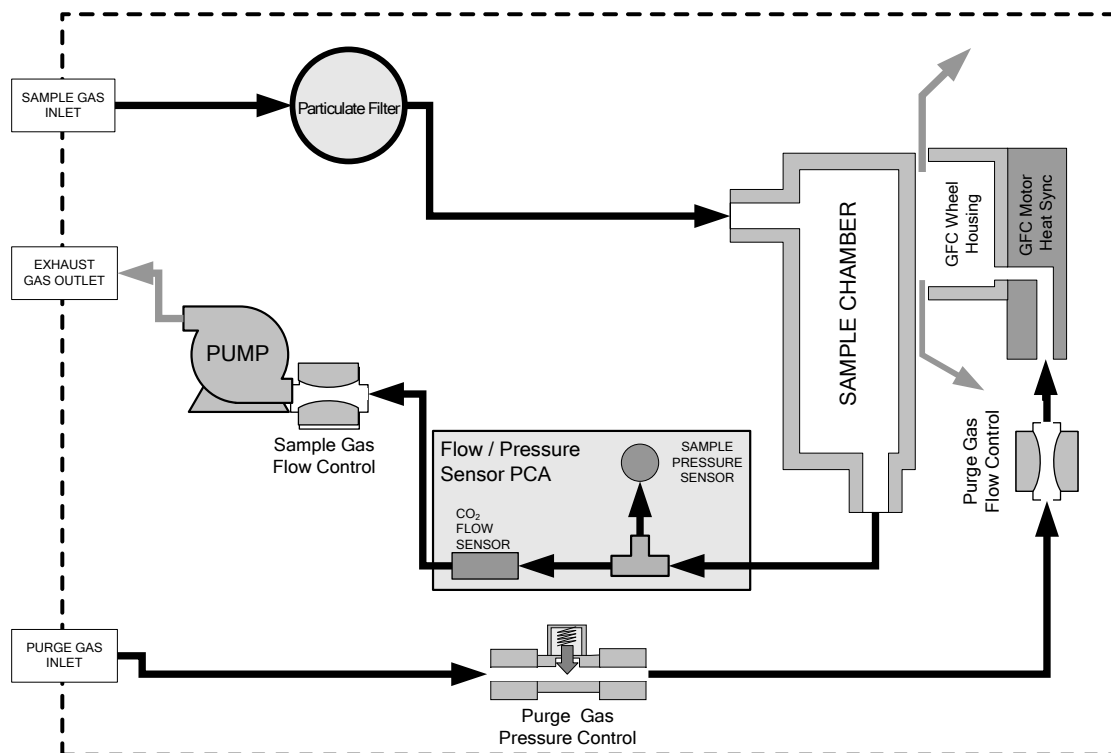 SAMPLE GAS
INLET
Particulate Filter
SAMPLE CHAMBER
GFC Wheel
Housing
GFC Motor
Heat Sync
EXHAUST
GAS OUTLET
PUMP
Sample Gas
Flow Control
Flow / Pressure
Sensor PCA
SAMPLE
PRESSURE
SENSOR
CO₂
FLOW
SENSOR
Purge Gas
Flow Control
PURGE GAS
INLET
Purge Gas
Pressure Control